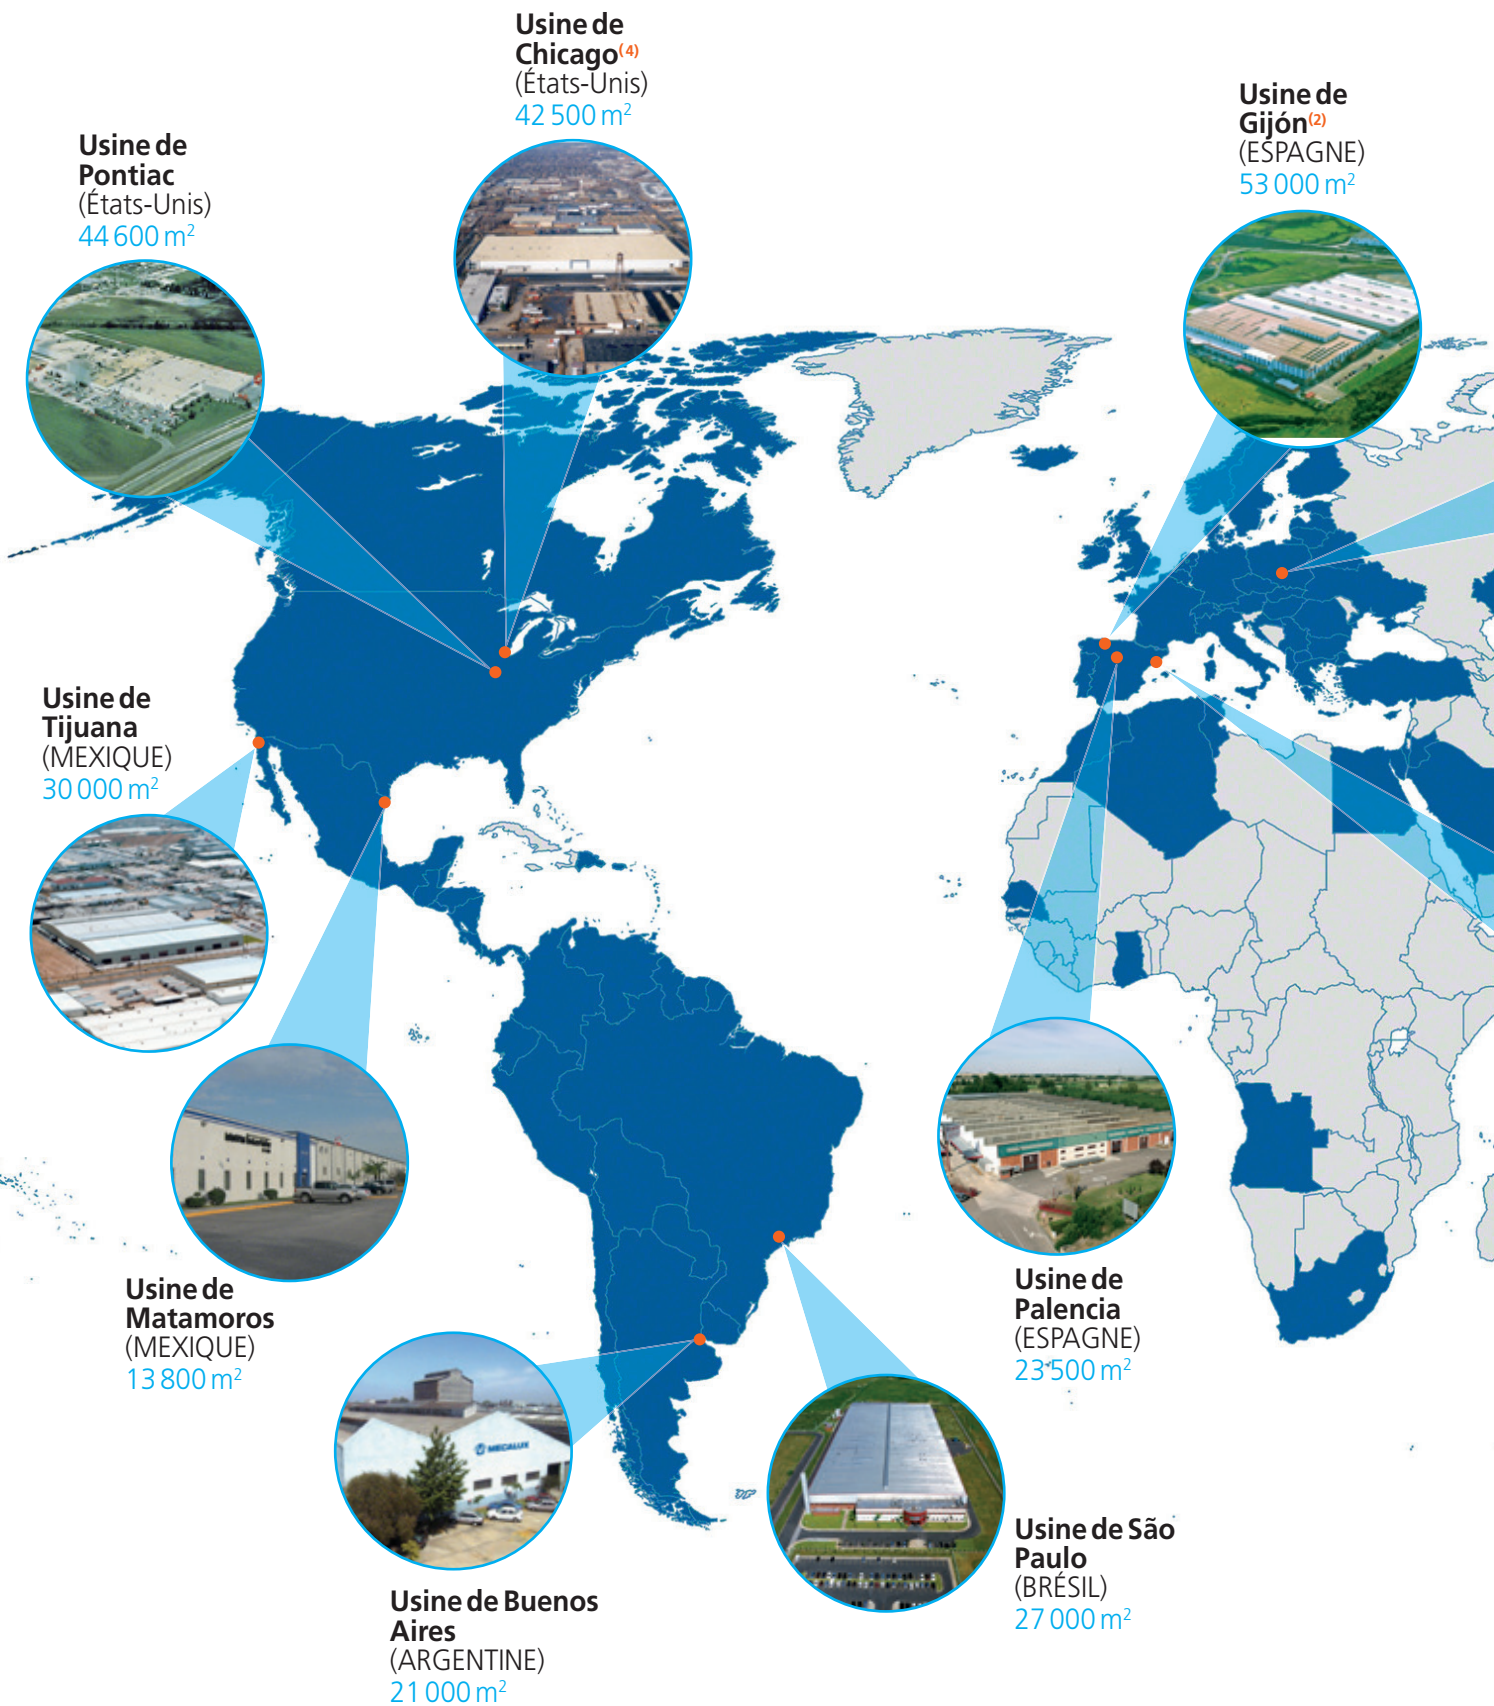 Usine de
Chicago(4)
(États-Unis)
42 500 m²
Usine de
Gijón(2)
(ESPAGNE)
53 000 m²
Usine de
Pontiac
(États-Unis)
44 600 m²
Usine de
Tijuana
(MEXIQUE)
30 000 m²
Usine de
Matamoros
(MEXIQUE)
13 800 m²
Usine de
Palencia
(ESPAGNE)
23 500 m²
MECALUX
Usine de São
Paulo
(BRÉSIL)
27 000 m²
Usine de Buenos
Aires
(ARGENTINE)
21 000 m²